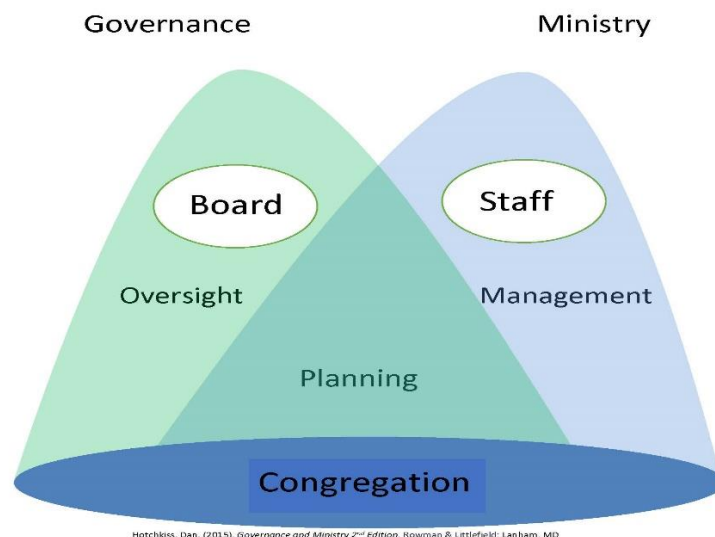 Governance Ministry
Board Staff
Oversight Management
Planning
Congregation
Hotchkiss, Dan. (2015). Governance and Ministry 2nd Edition. Rowman & Littlefield: Lanham, MD